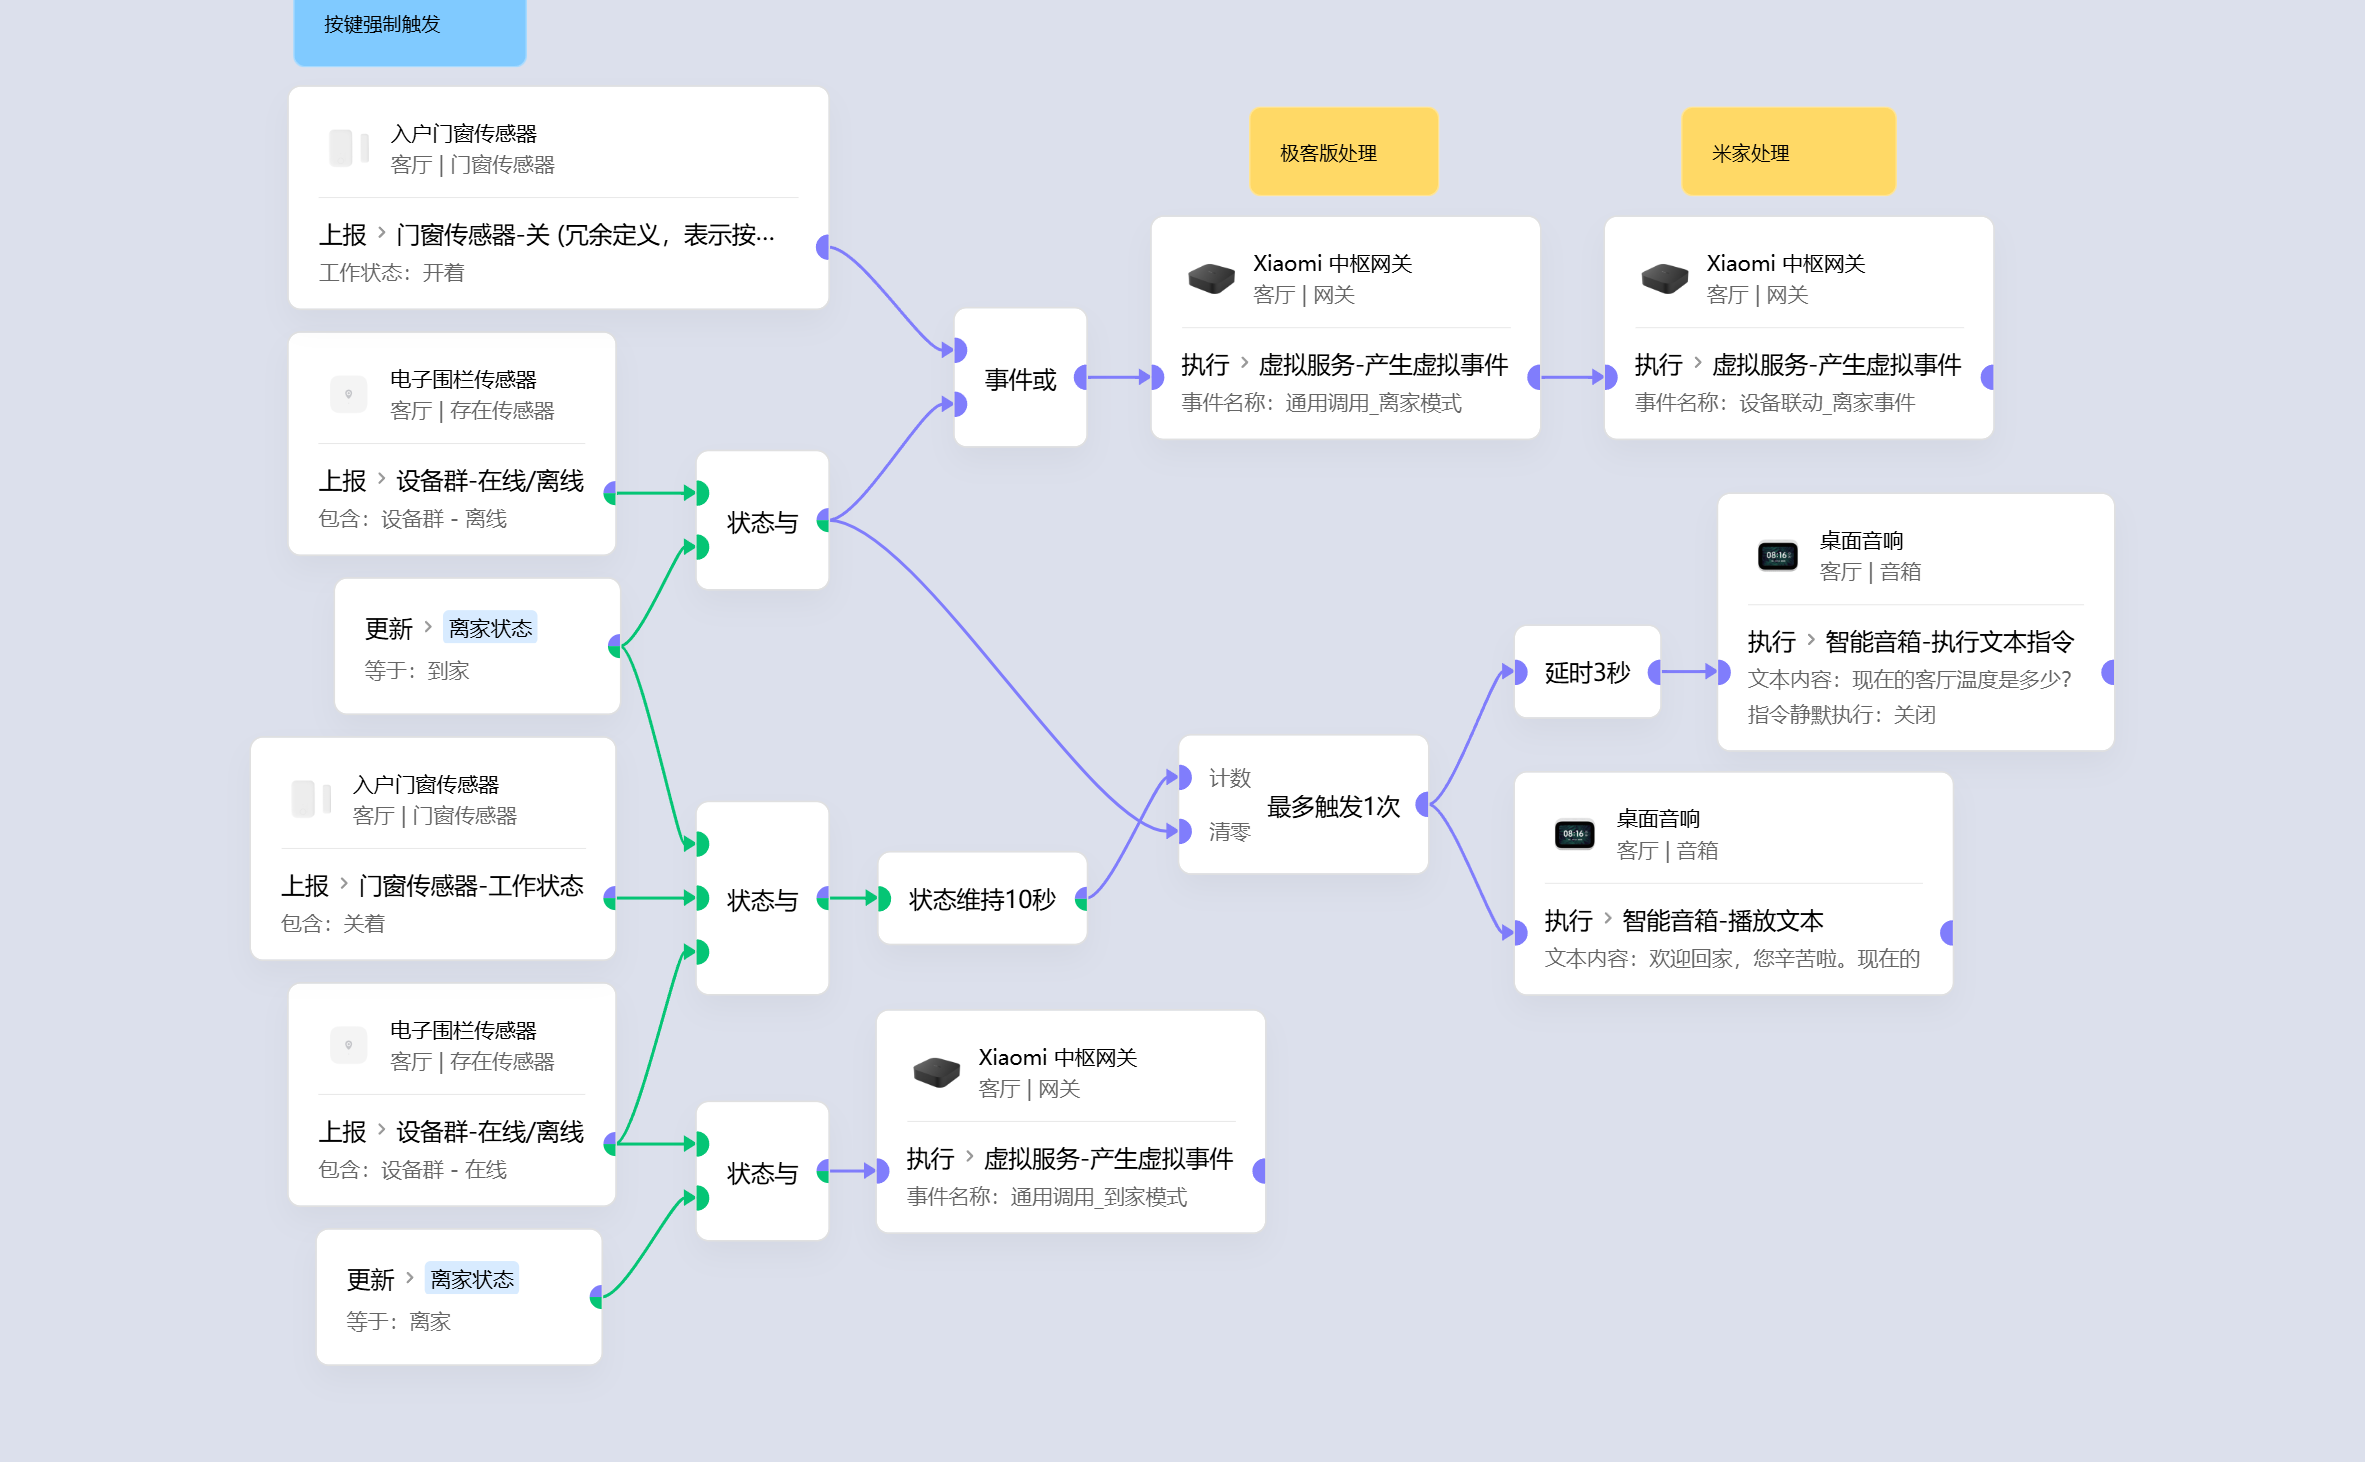 按键强制触发
入户门窗传感器
客厅 | 门窗传感器
上报 > 门窗传感器-关 (冗余定义，表示按...
工作状态：开着
极客版处理
米家处理
Xiaomi 中枢网关
客厅 | 网关
执行 > 虚拟服务-产生虚拟事件
事件名称：通用调用_离家模式
Xiaomi 中枢网关
客厅 | 网关
执行 > 虚拟服务-产生虚拟事件
事件名称：设备联动_离家事件
事件或
电子围栏传感器
客厅 | 存在传感器
上报 > 设备群-在线/离线
包含：设备群 - 离线
状态与
更新 > 离家状态
等于：到家
桌面音响
客厅 | 音箱
执行 > 智能音箱-执行文本指令
文本内容：现在的客厅温度是多少？
指令静默执行：关闭
延时3秒
计数
清零
最多触发1次
入户门窗传感器
客厅 | 门窗传感器
上报 > 门窗传感器-工作状态
包含：关着
状态与
状态维持10秒
桌面音响
客厅 | 音箱
执行 > 智能音箱-播放文本
文本内容：欢迎回家，您辛苦啦。现在的
电子围栏传感器
客厅 | 存在传感器
上报 > 设备群-在线/离线
包含：设备群 - 在线
状态与
Xiaomi 中枢网关
客厅 | 网关
执行 > 虚拟服务-产生虚拟事件
事件名称：通用调用_到家模式
更新 > 离家状态
等于：离家
08:16
08:16